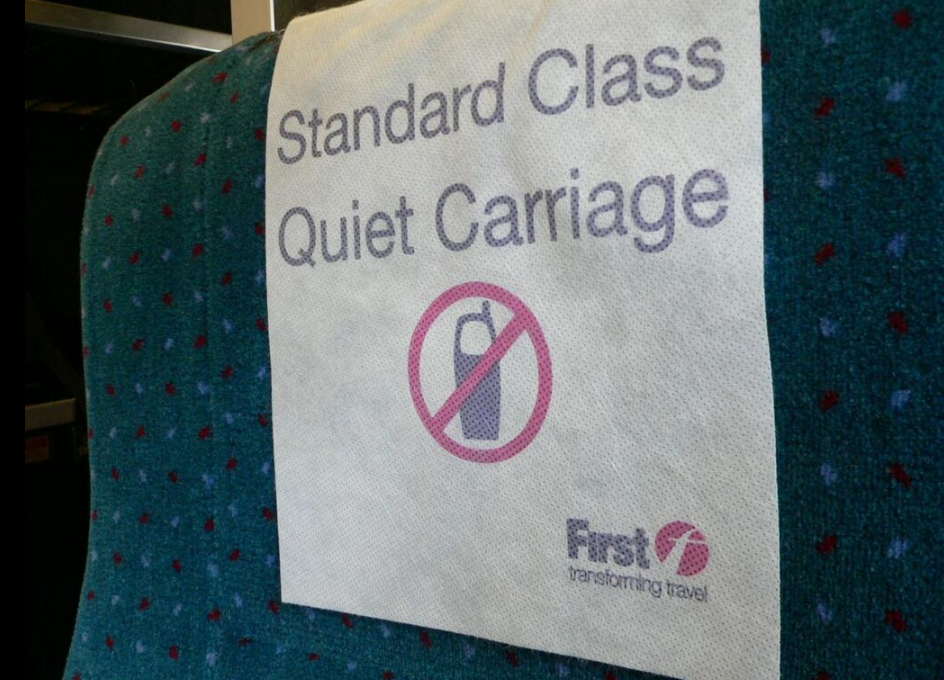 Standard Class
Quiet Carriage
First
transforming travel